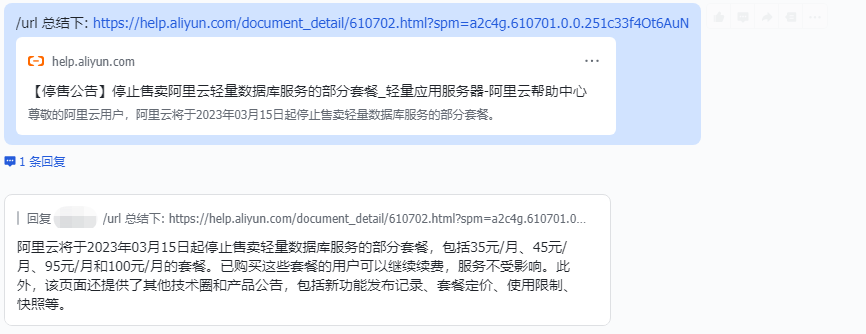 /url 总结下: https://help.aliyun.com/document_detail/610702.html?spm=a2c4g.610701.0.0.251c33f4Ot6AuN
help.aliyun.com
【停售公告】停止售卖阿里云轻量数据库服务的部分套餐_轻量应用服务器-阿里云帮助中心
尊敬的阿里云用户，阿里云将于2023年03月15日起停止售卖轻量数据库服务的部分套餐。
1 条回复
回复 /url 总结下: https://help.aliyun.com/document_detail/610702.html?spm=a2c4g.610701.0...
阿里云将于2023年03月15日起停止售卖轻量数据库服务的部分套餐，包括35元/月、45元/
月、95元/月和100元/月的套餐。已购买这些套餐的用户可以继续续费，服务不受影响。此
外，该页面还提供了其他技术圈和产品公告，包括新功能发布记录、套餐定价、使用限制、
快照等。